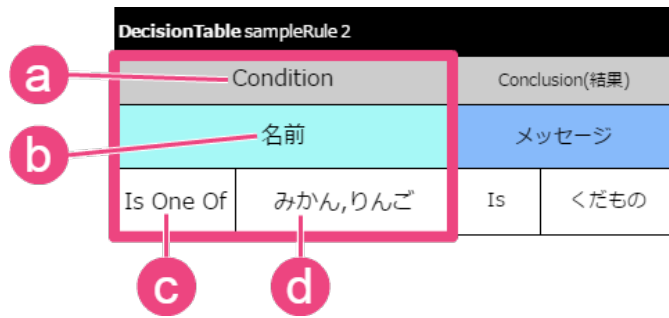 DecisionTable sampleRule 2
a
Condition
Conclusion(結果)
b
名前
メッセージ
Is One Of
みかん,りんご
Is
くだもの
c
d